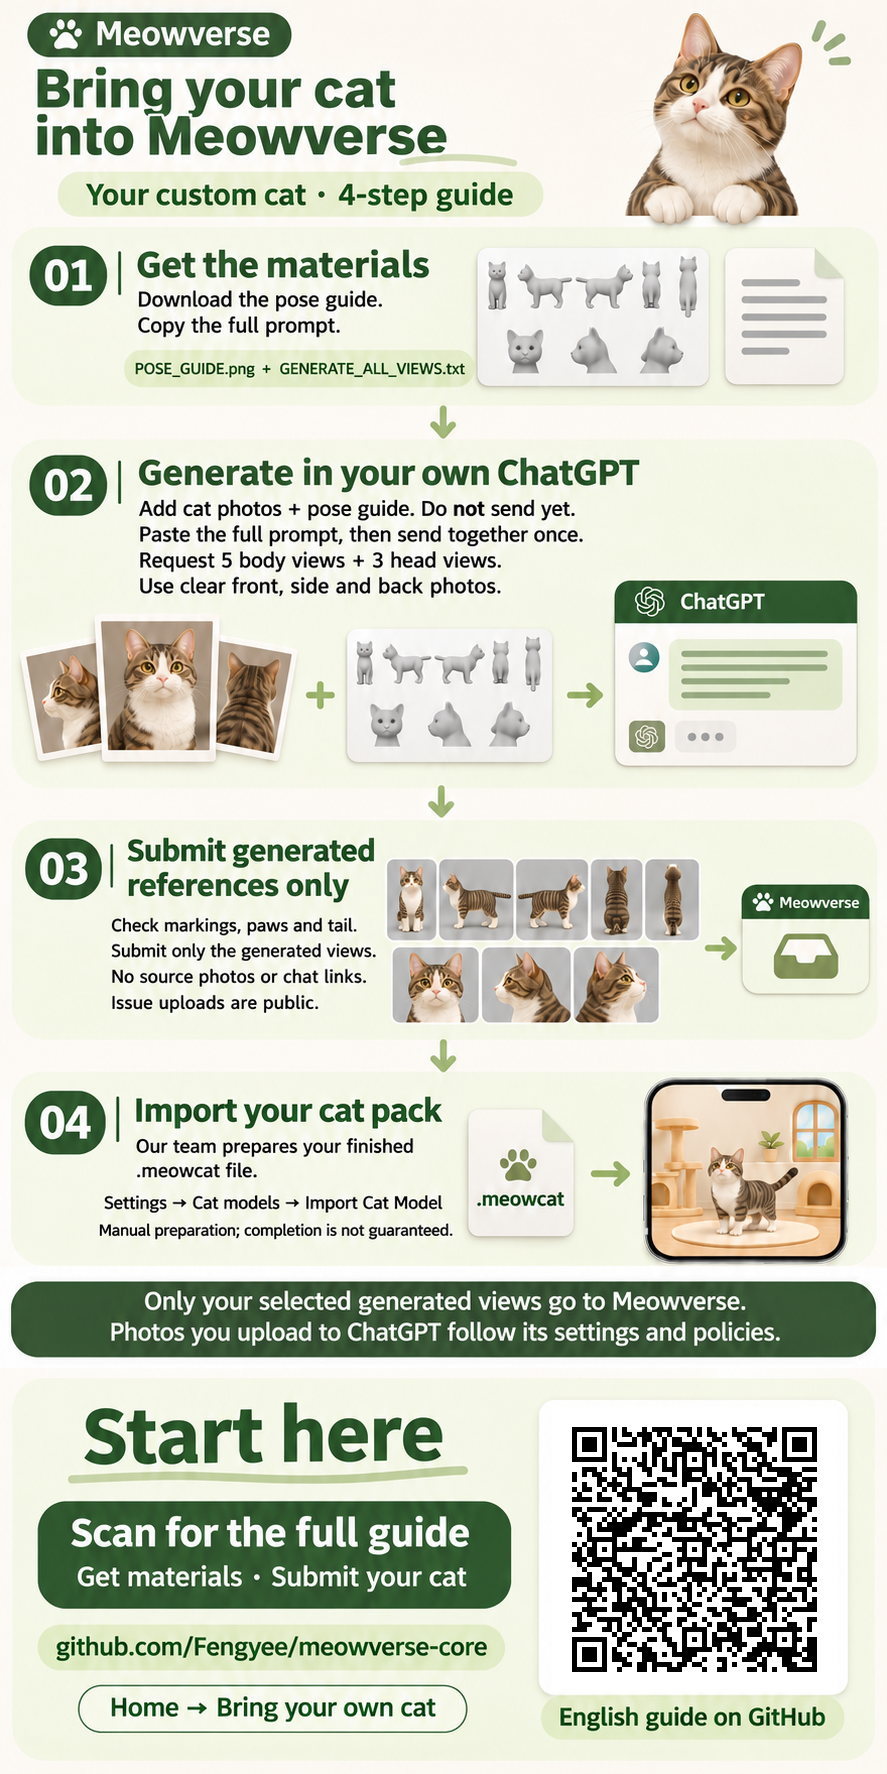 Meowverse
Bring your cat
into Meowverse
Your custom cat · 4-step guide
01
Get the materials
Download the pose guide.
Copy the full prompt.
POSE_GUIDE.png + GENERATE_ALL_VIEWS.txt
02
Generate in your own ChatGPT
Add cat photos + pose guide. Do not send yet.
Paste the full prompt, then send together once.
Request 5 body views + 3 head views.
Use clear front, side and back photos.
ChatGPT
03
Submit generated
references only
Check markings, paws and tail.
Submit only the generated views.
No source photos or chat links.
Issue uploads are public.
Meowverse
04
Import your cat pack
Our team prepares your finished
.meowcat file.
Settings → Cat models → Import Cat Model
Manual preparation; completion is not guaranteed.
.meowcat
Only your selected generated views go to Meowverse.
Photos you upload to ChatGPT follow its settings and policies.
Start here
Scan for the full guide
Get materials · Submit your cat
github.com/Fengyee/meowverse-core
Home → Bring your own cat
English guide on GitHub